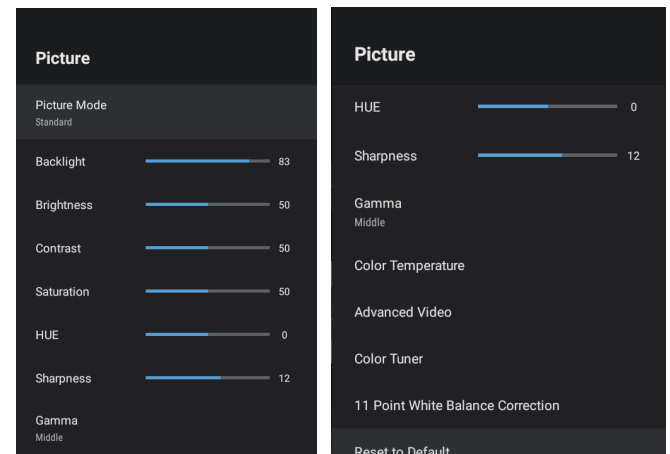 Picture
Picture Mode
Standard
Backlight 83
Brightness 50
Contrast 50
Saturation 50
HUE 0
Sharpness 12
Gamma
Middle
Picture
HUE 0
Sharpness 12
Gamma
Middle
Color Temperature
Advanced Video
Color Tuner
11 Point White Balance Correction
Reset to Default